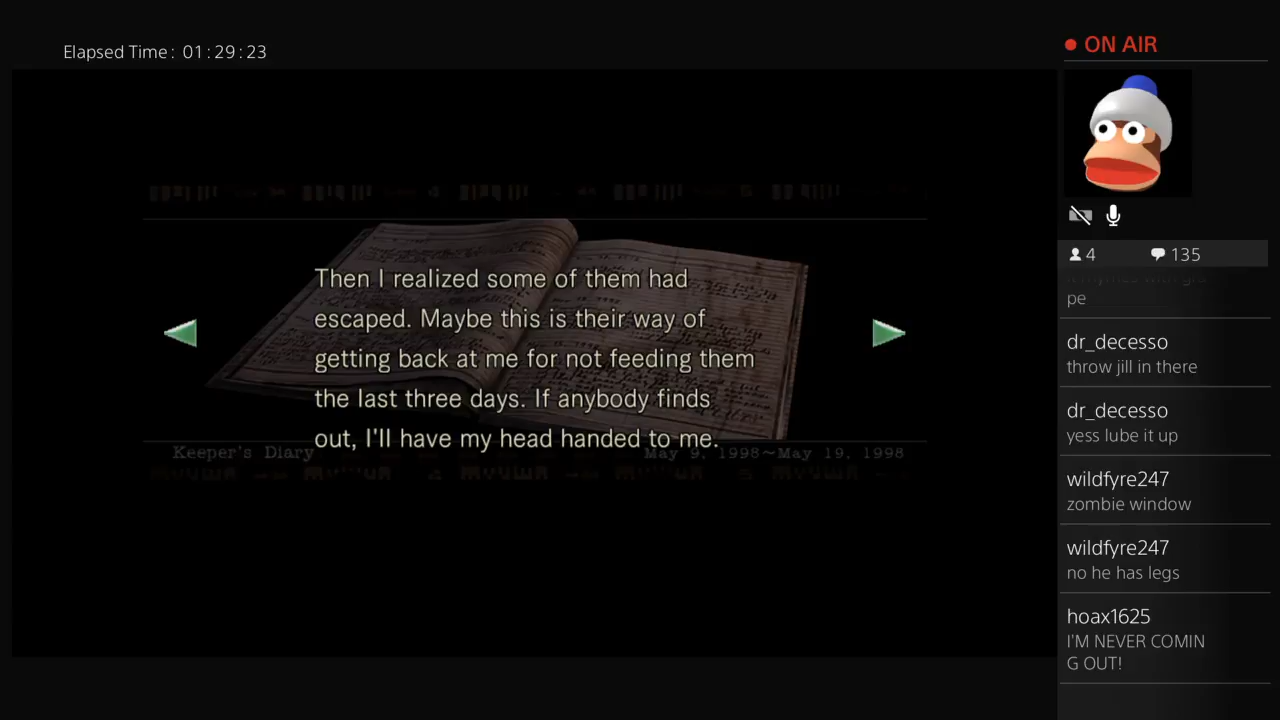 Elapsed Time: 01:29:23
ON AIR
Then I realized some of them had
escaped. Maybe this is their way of
getting back at me for not feeding them
the last three days. If anybody finds
out, I'll have my head handed to me.
Keeper's Diary
May 9, 1998~May 19, 1998
4
135
pe
dr_decesso
throw jill in there
dr_decesso
yess lube it up
wildfyre247
zombie window
wildfyre247
no he has legs
hoax1625
I'M NEVER COMIN
G OUT!